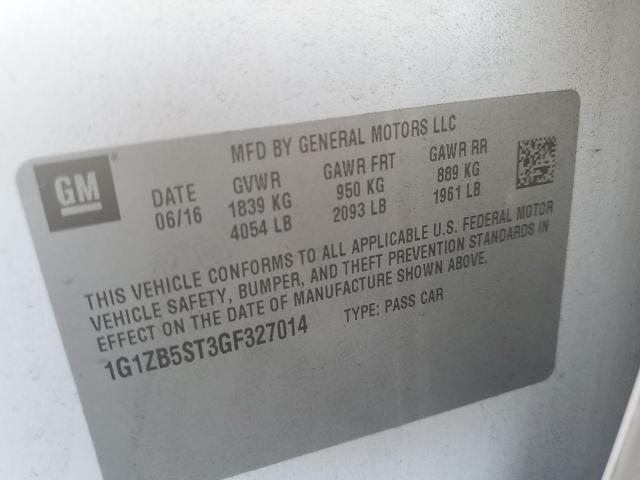 MFD BY GENERAL MOTORS LLC
GM
DATE GVWR GAWR FRT GAWR RR
06/16 1839 KG 950 KG 889 KG
4054 LB 2093 LB 1961 LB
THIS VEHICLE CONFORMS TO ALL APPLICABLE U.S. FEDERAL MOTOR
VEHICLE SAFETY, BUMPER, AND THEFT PREVENTION STANDARDS IN
EFFECT ON THE DATE OF MANUFACTURE SHOWN ABOVE.
1G1ZB5ST3GF327014 TYPE: PASS CAR